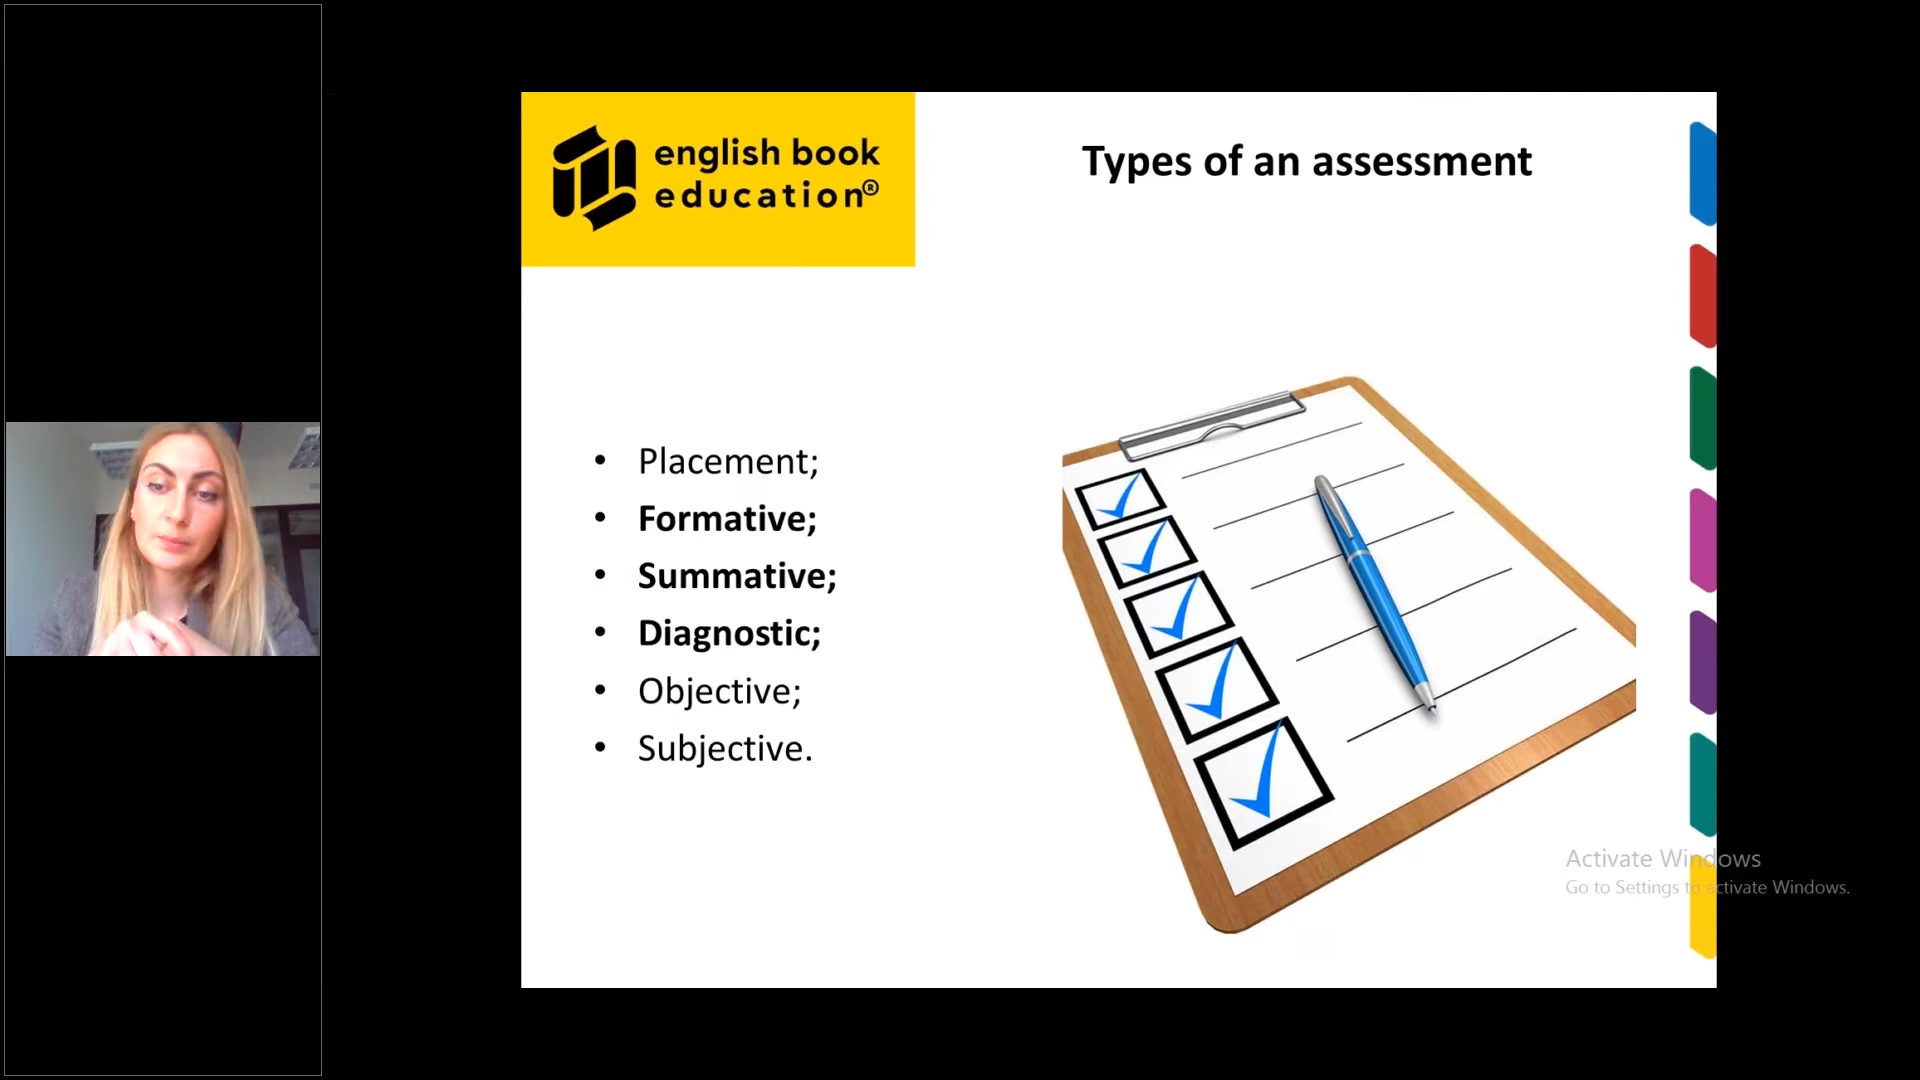 english book
education®
Types of an assessment
• Placement;
• Formative;
• Summative;
• Diagnostic;
• Objective;
• Subjective.
Activate Windows
Go to Settings to activate Windows.